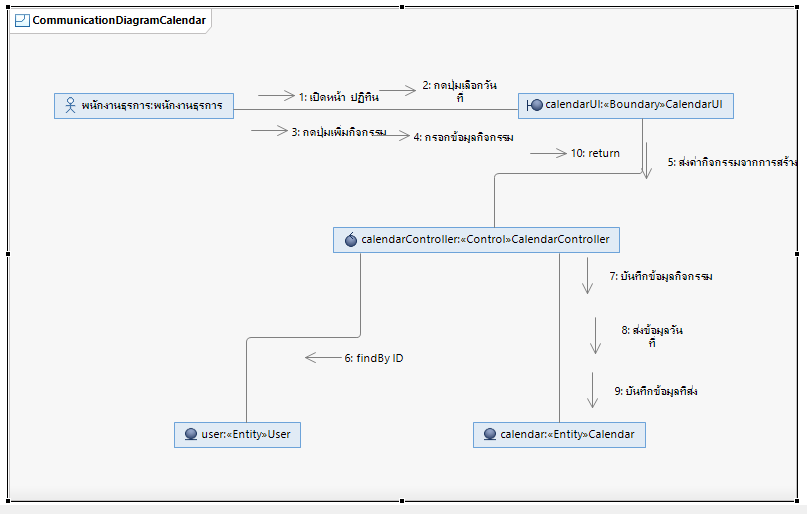 CommunicationDiagramCalendar
พนักงานธุรการ:พนักงานธุรการ
1: เปิดหน้า ปฏิทิน
2: กดปุ่มเลือกวัน
ที่
calendarUI:«Boundary»CalendarUI
3: กดปุ่มเพิ่มกิจกรรม
4: กรอกข้อมูลกิจกรรม
10: return
5: ส่งค่ากิจกรรมจากการสร้าง
calendarController:«Control»CalendarController
7: บันทึกข้อมูลกิจกรรม
8: ส่งข้อมูลวัน
ที่
6: findBy ID
9: บันทึกข้อมูลที่ส่ง
user:«Entity»User
calendar:«Entity»Calendar